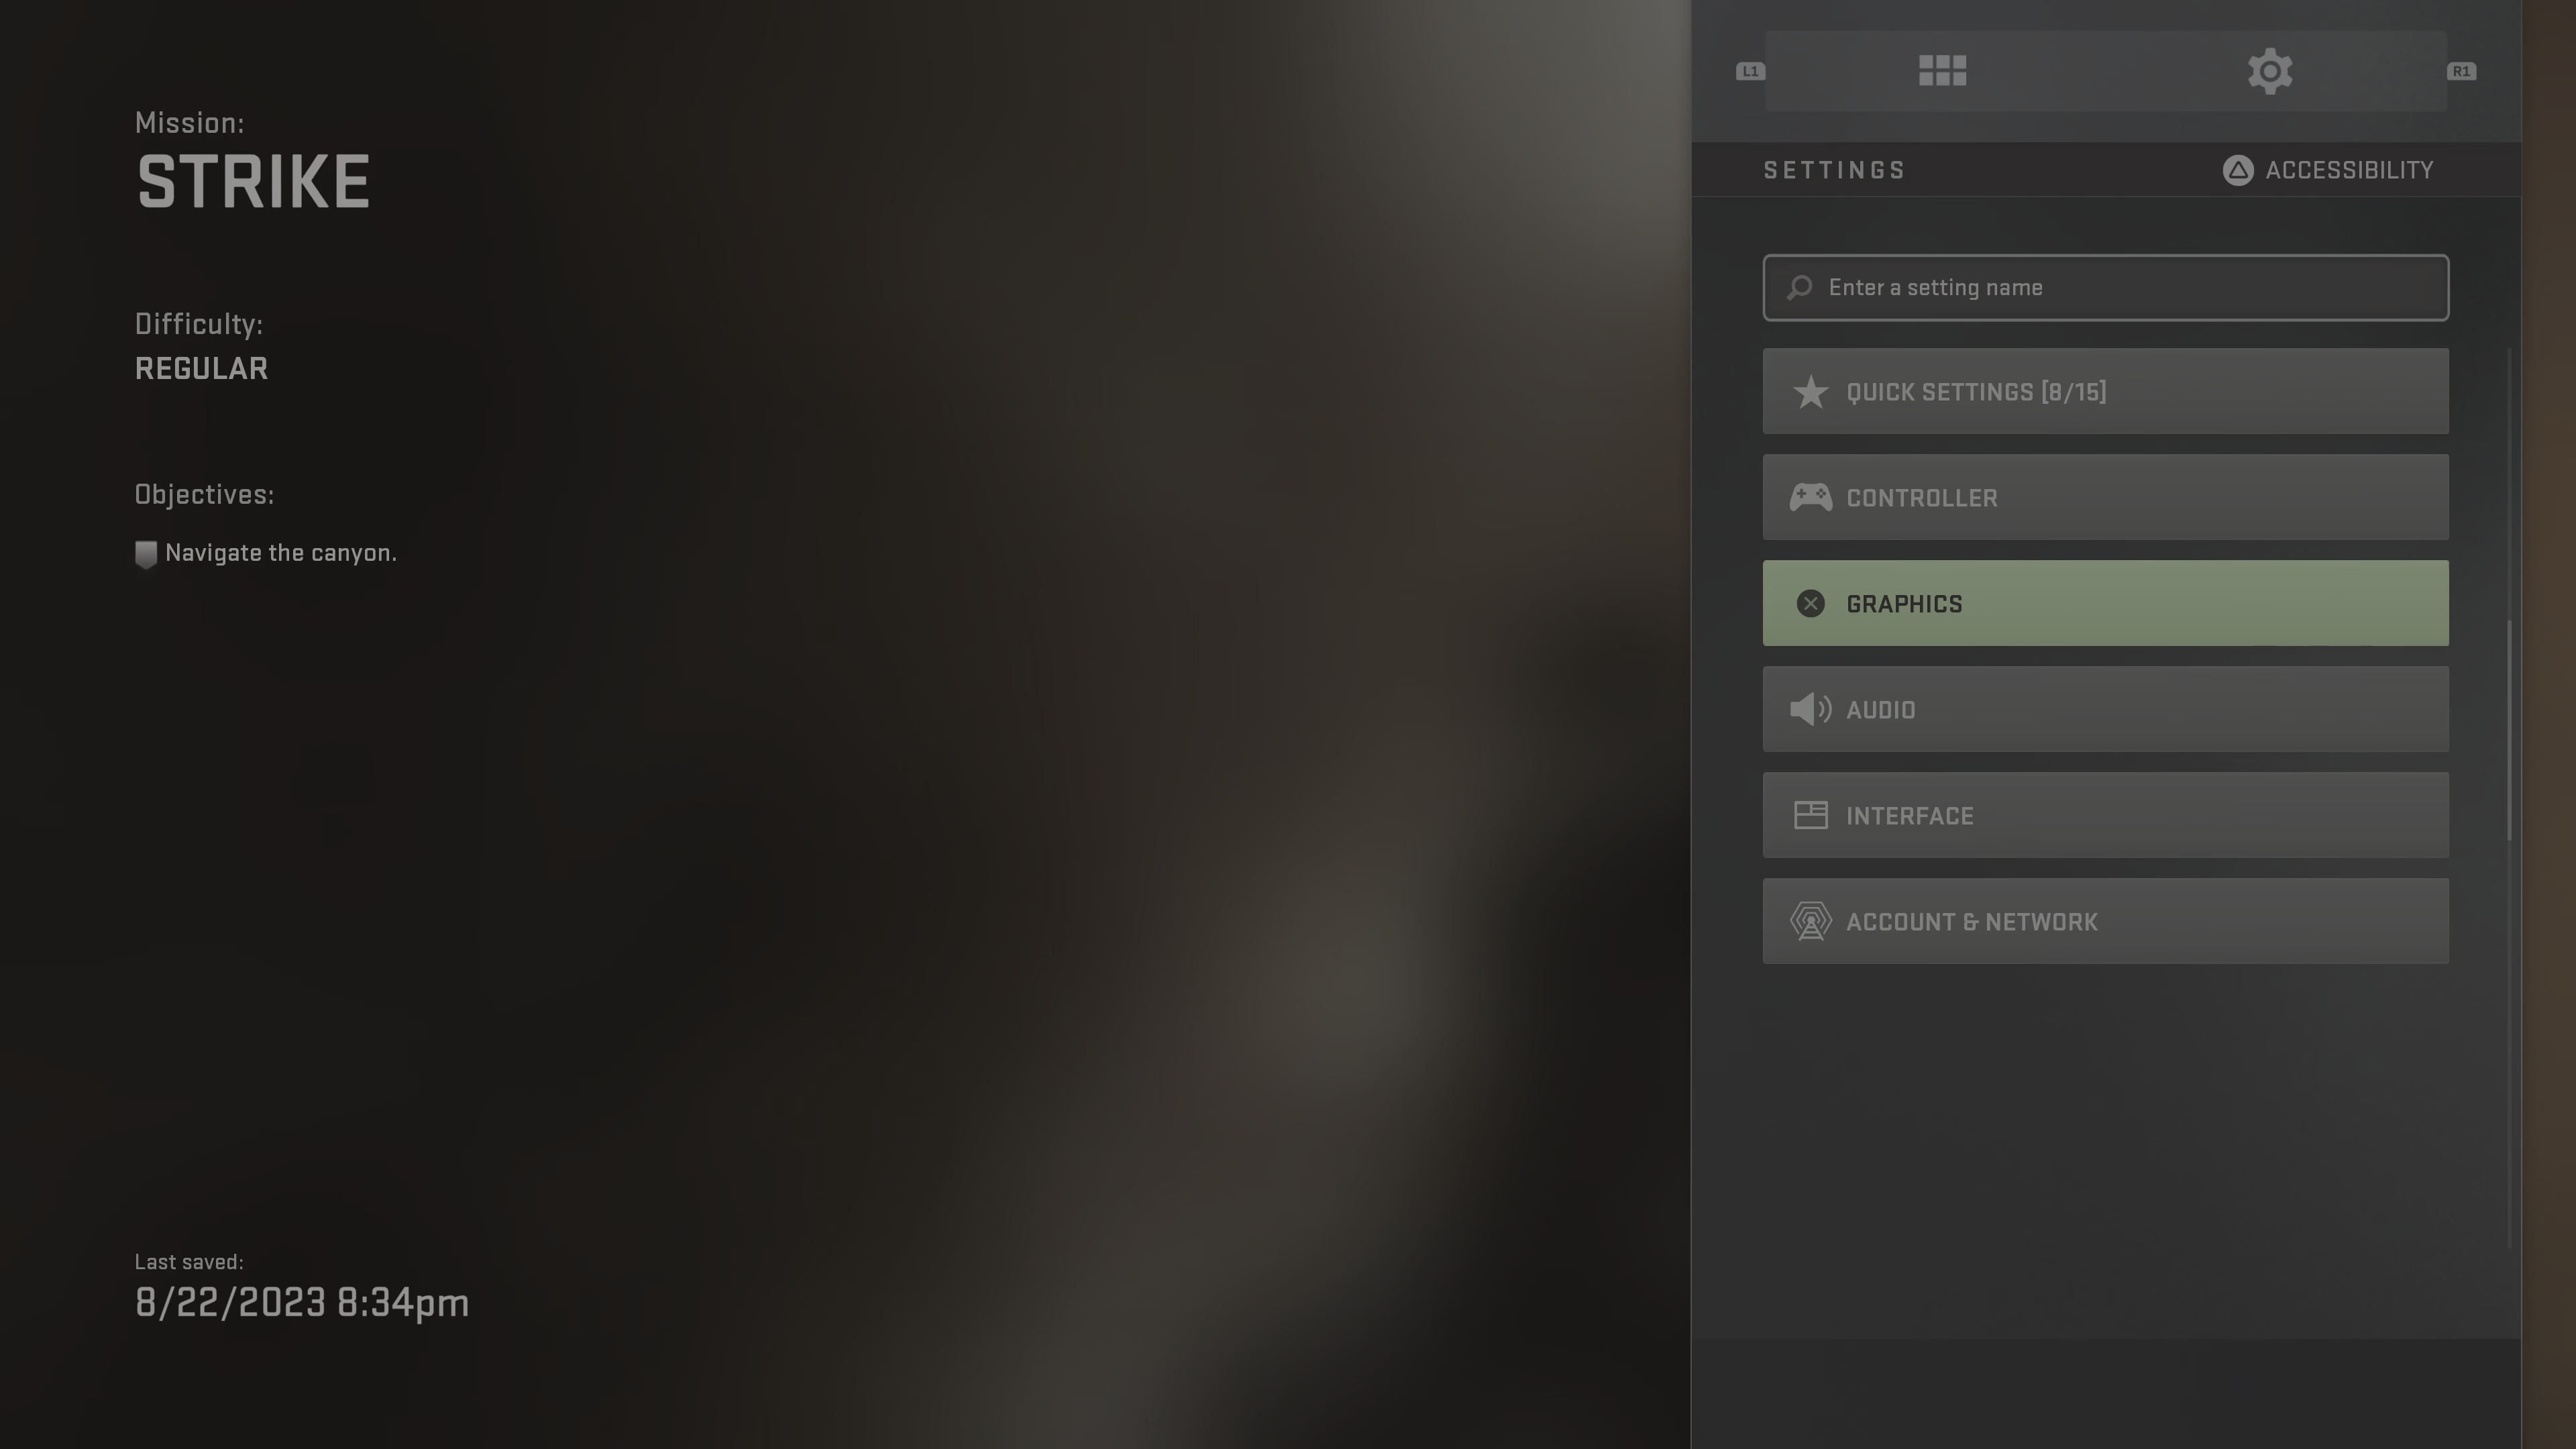 Mission:
STRIKE
Difficulty:
REGULAR
Objectives:
Navigate the canyon.
Last saved:
8/22/2023 8:34pm
L1
R1
SETTINGS
ACCESSIBILITY
Enter a setting name
QUICK SETTINGS [8/15]
CONTROLLER
GRAPHICS
AUDIO
INTERFACE
ACCOUNT & NETWORK